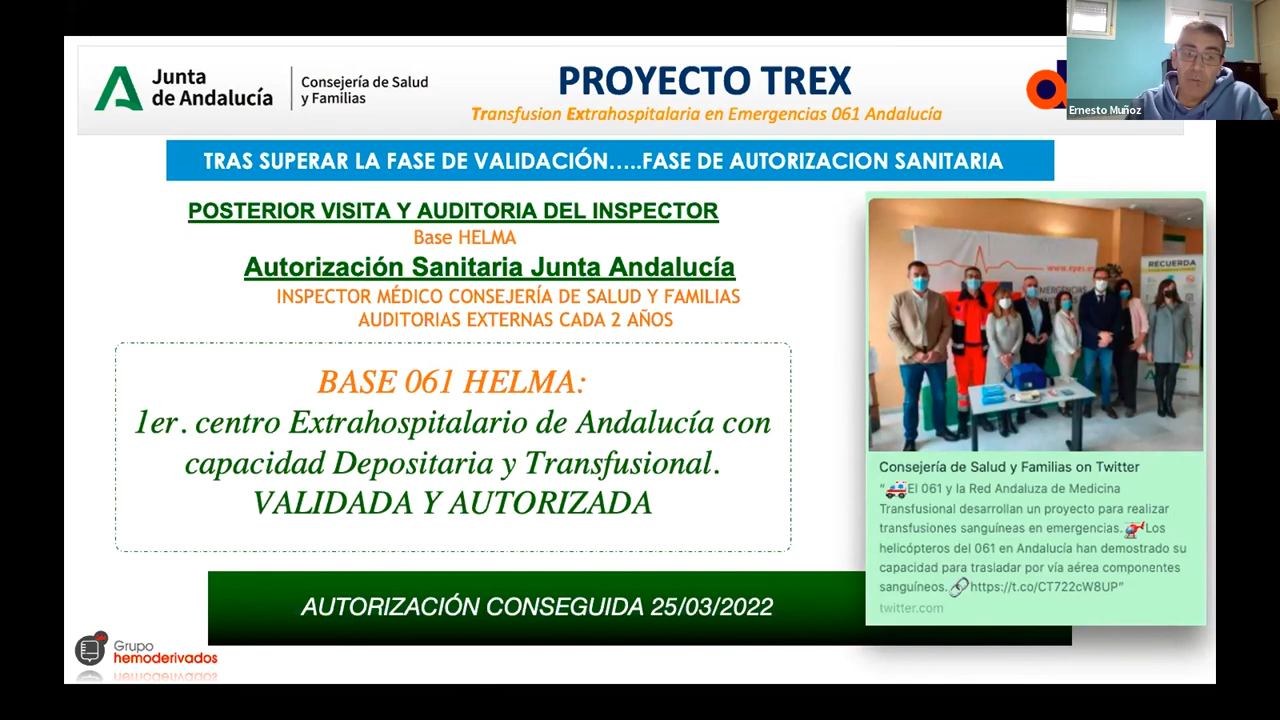 Junta
de Andalucía
Consejería de Salud
y Familias
PROYECTO TREX
Transfusion Extrahospitalaria en Emergencias 061 Andalucía
Ernesto Muñoz
TRAS SUPERAR LA FASE DE VALIDACIÓN.....FASE DE AUTORIZACION SANITARIA
POSTERIOR VISITA Y AUDITORIA DEL INSPECTOR
Base HELMA
Autorización Sanitaria Junta Andalucía
INSPECTOR MÉDICO CONSEJERÍA DE SALUD Y FAMILIAS
AUDITORIAS EXTERNAS CADA 2 AÑOS
BASE 061 HELMA:
1er. centro Extrahospitalario de Andalucía con
capacidad Depositaria y Transfusional.
VALIDADA Y AUTORIZADA
AUTORIZACIÓN CONSEGUIDA 25/03/2022
RECUERDA
Consejería de Salud y Familias on Twitter
"🚑El 061 y la Red Andaluza de Medicina
Transfusional desarrollan un proyecto para realizar
transfusiones sanguíneas en emergencias. 🚁Los
helicópteros del 061 en Andalucía han demostrado su
capacidad para trasladar por vía aérea componentes
sanguíneos. 🔗https://t.co/CT722cW8UP"
twitter.com
Grupo
hemoderivados